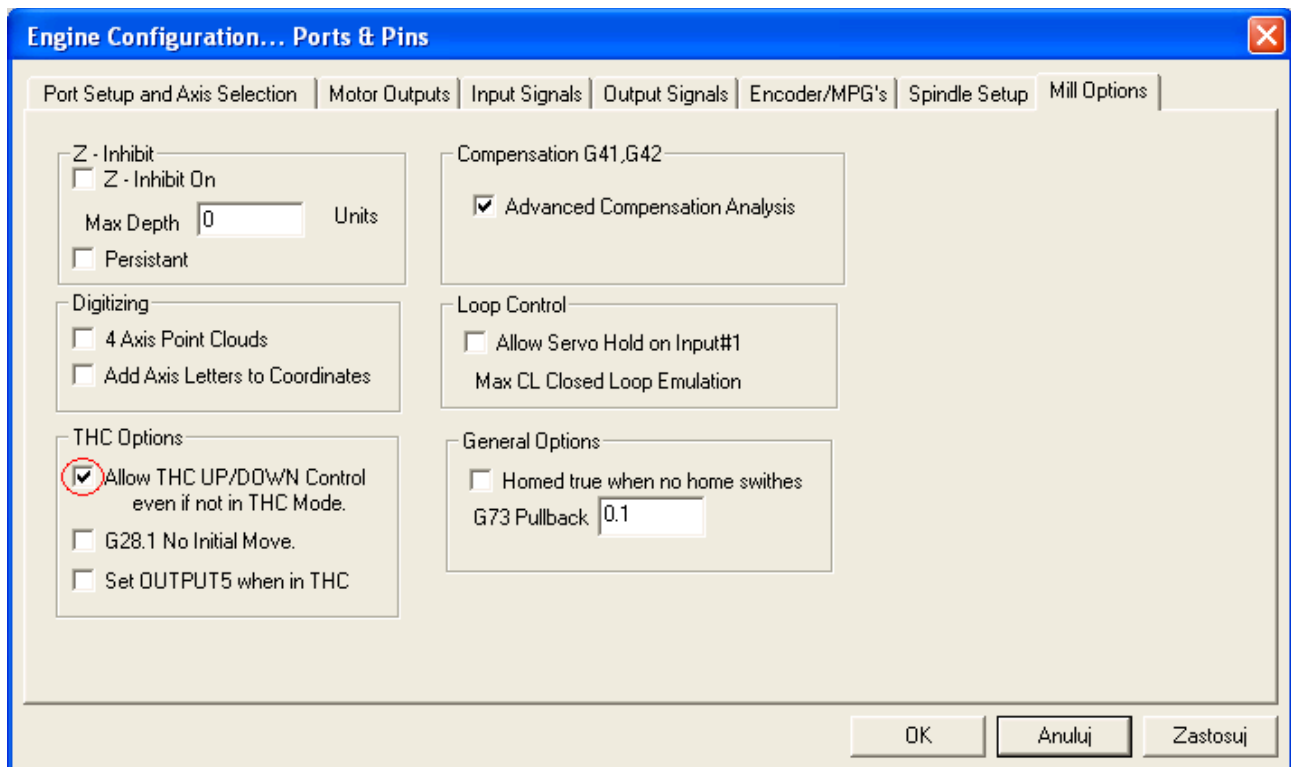 Engine Configuration... Ports & Pins
Port Setup and Axis Selection
Motor Outputs
Input Signals
Output Signals
Encoder/MPG's
Spindle Setup
Mill Options
Z - Inhibit
Z - Inhibit On
Max Depth 0 Units
Persistant
Digitizing
4 Axis Point Clouds
Add Axis Letters to Coordinates
THC Options
Allow THC UP/DOWN Control
even if not in THC Mode.
G28.1 No Initial Move.
Set OUTPUT5 when in THC
Compensation G41,G42
Advanced Compensation Analysis
Loop Control
Allow Servo Hold on Input#1
Max CL Closed Loop Emulation
General Options
Homed true when no home swithes
G73 Pullback 0.1
OK
Anuluj
Zastosuj